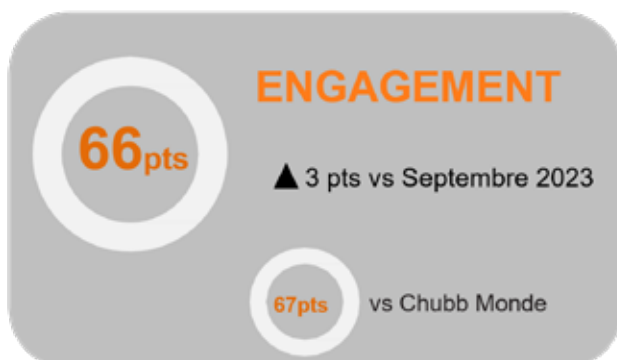 ENGAGEMENT
66pts
▲ 3 pts vs Septembre 2023
67pts vs Chubb Monde